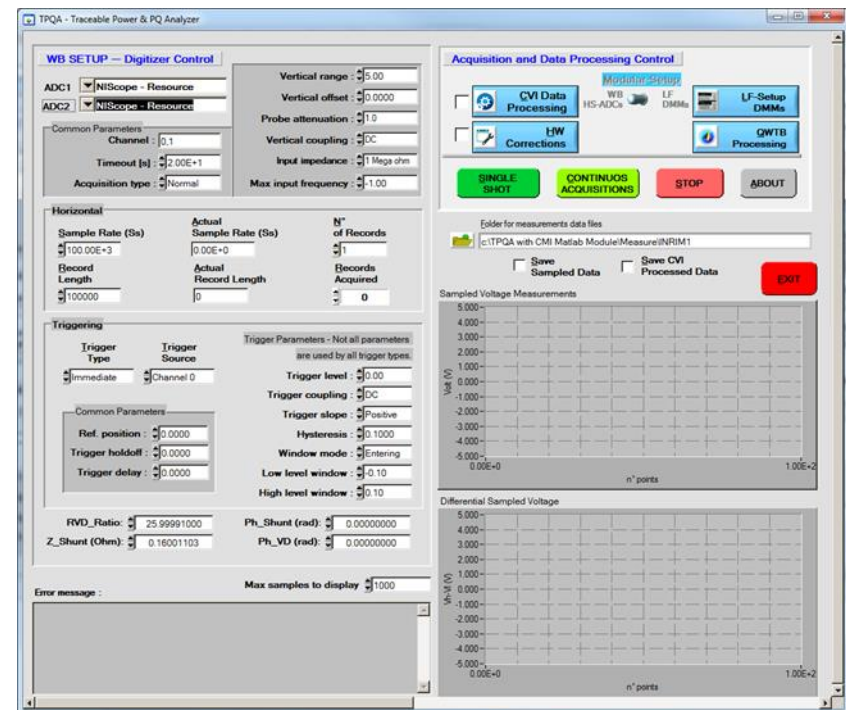 TPQA - Traceable Power & PQ Analyzer
WB SETUP – Digitizer Control
ADC1 NIScope - Resource
ADC2 NIScope - Resource
Common Parameters
Channel : 0,1
Timeout [s] : 2.00E+1
Acquisition type : Normal
Vertical range : 5.00
Vertical offset : 0.0000
Probe attenuation : 1.0
Vertical coupling : DC
Input impedance : 1 Mega ohm
Max input frequency : -1.00
Horizontal
Sample Rate (Ss)
100.00E+3
Actual
Sample Rate (Ss)
0.00E+0
N°
of Records
1
Record
Length
100000
Actual
Record Length
0
Records
Acquired
0
Triggering
Trigger
Type
Immediate
Trigger
Source
Channel 0
Common Parameters
Ref. position : 0.0000
Trigger holdoff : 0.0000
Trigger delay : 0.0000
Trigger Parameters - Not all parameters
are used by all trigger types.
Trigger level : 0.00
Trigger coupling : DC
Trigger slope : Positive
Hysteresis : 0.1000
Window mode : Entering
Low level window : -0.10
High level window : 0.10
RVD_Ratio: 25.99991000
Ph_Shunt (rad): 0.00000000
Z_Shunt (Ohm): 0.16001103
Ph_VD (rad): 0.00000000
Max samples to display 1000
Error message :
Acquisition and Data Processing Control
Modular Setup
CVI Data
Processing
WB
HS-ADCs
LF
DMMs
LF-Setup
DMMs
HW
Corrections
QWTB
Processing
SINGLE
SHOT
CONTINUOS
ACQUISITIONS
STOP
ABOUT
Folder for measurements data files
c:\TPQA with CMI Matlab Module\Measure\INRIM1
Save
Sampled Data
Save CVI
Processed Data
EXIT
Sampled Voltage Measurements
5.000
4.000
3.000
2.000
1.000
0.000
-1.000
-2.000
-3.000
-4.000
-5.000
Volt (V)
0.00E+0
1.00E+2
n° points
Differential Sampled Voltage
5.000
4.000
3.000
2.000
1.000
0.000
-1.000
-2.000
-3.000
-4.000
-5.000
Vh-Vl (V)
0.00E+0
1.00E+2
n° points